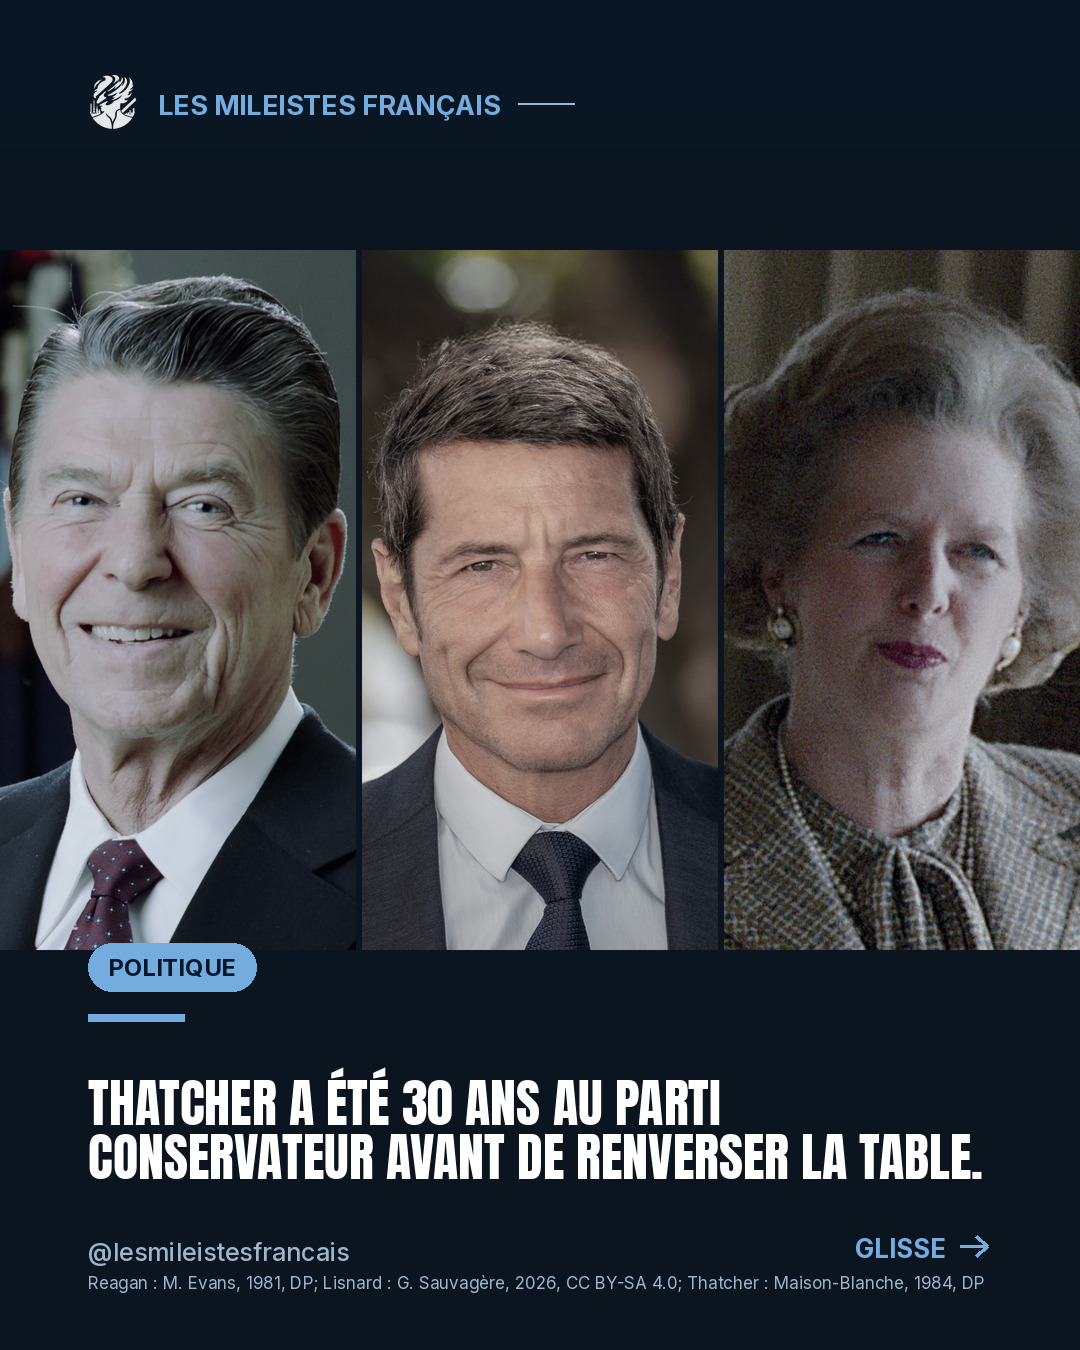 LES MILEISTES FRANÇAIS
POLITIQUE
THATCHER A ÉTÉ 30 ANS AU PARTI
CONSERVATEUR AVANT DE RENVERSER LA TABLE.
@lesmileistesfrancais
GLISSE
Reagan : M. Evans, 1981, DP; Lisnard : G. Sauvagère, 2026, CC BY-SA 4.0; Thatcher : Maison-Blanche, 1984, DP